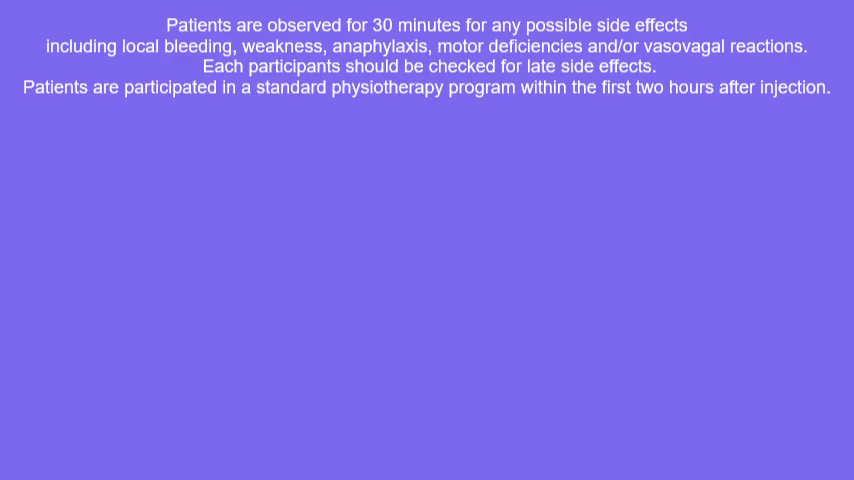 Patients are observed for 30 minutes for any possible side effects
including local bleeding, weakness, anaphylaxis, motor deficiencies and/or vasovagal reactions.
Each participants should be checked for late side effects.
Patients are participated in a standard physiotherapy program within the first two hours after injection.